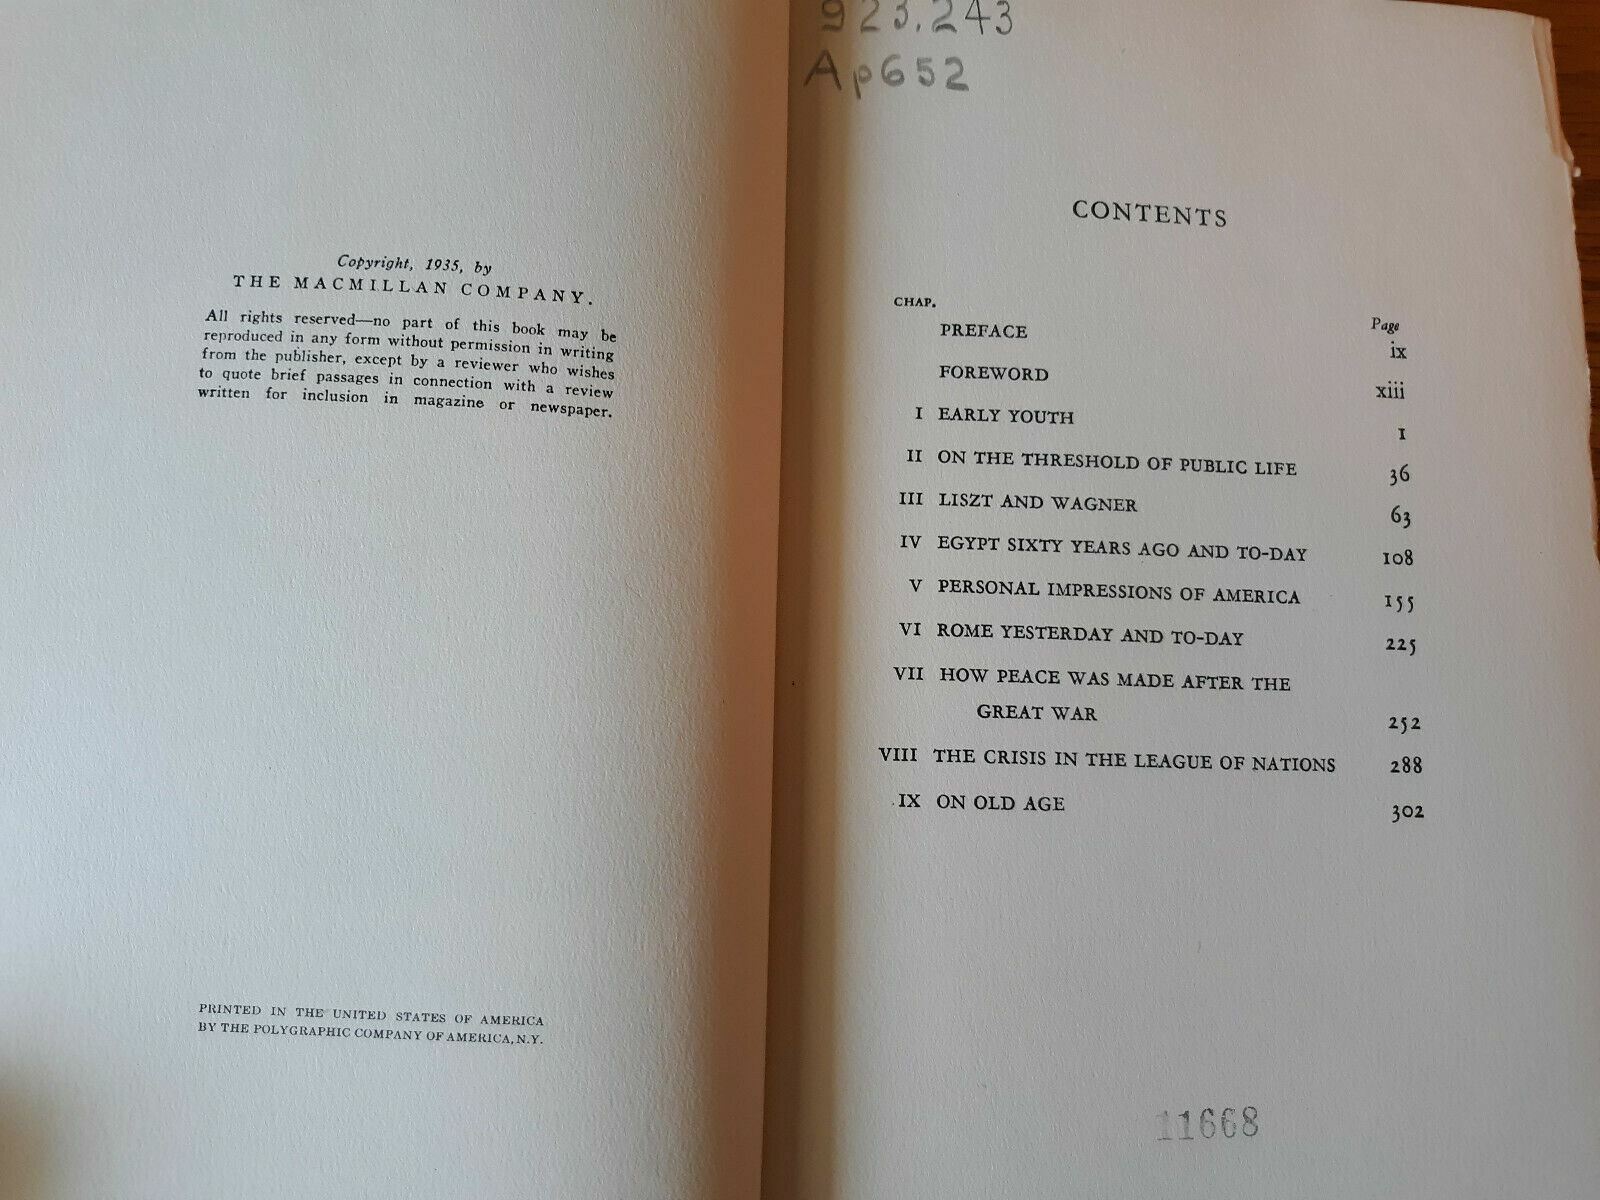 Copyright, 1935, by
THE MACMILLAN COMPANY.
All rights reserved—no part of this book may be
reproduced in any form without permission in writing
from the publisher, except by a reviewer who wishes
to quote brief passages in connection with a review
written for inclusion in magazine or newspaper.
PRINTED IN THE UNITED STATES OF AMERICA
BY THE POLYGRAPHIC COMPANY OF AMERICA, N.Y.
923.243
Ap652
CONTENTS
CHAP. Page
PREFACE ix
FOREWORD xiii
I EARLY YOUTH 1
II ON THE THRESHOLD OF PUBLIC LIFE 36
III LISZT AND WAGNER 63
IV EGYPT SIXTY YEARS AGO AND TO-DAY 108
V PERSONAL IMPRESSIONS OF AMERICA 155
VI ROME YESTERDAY AND TO-DAY 225
VII HOW PEACE WAS MADE AFTER THE
GREAT WAR 252
VIII THE CRISIS IN THE LEAGUE OF NATIONS 288
IX ON OLD AGE 302
11668